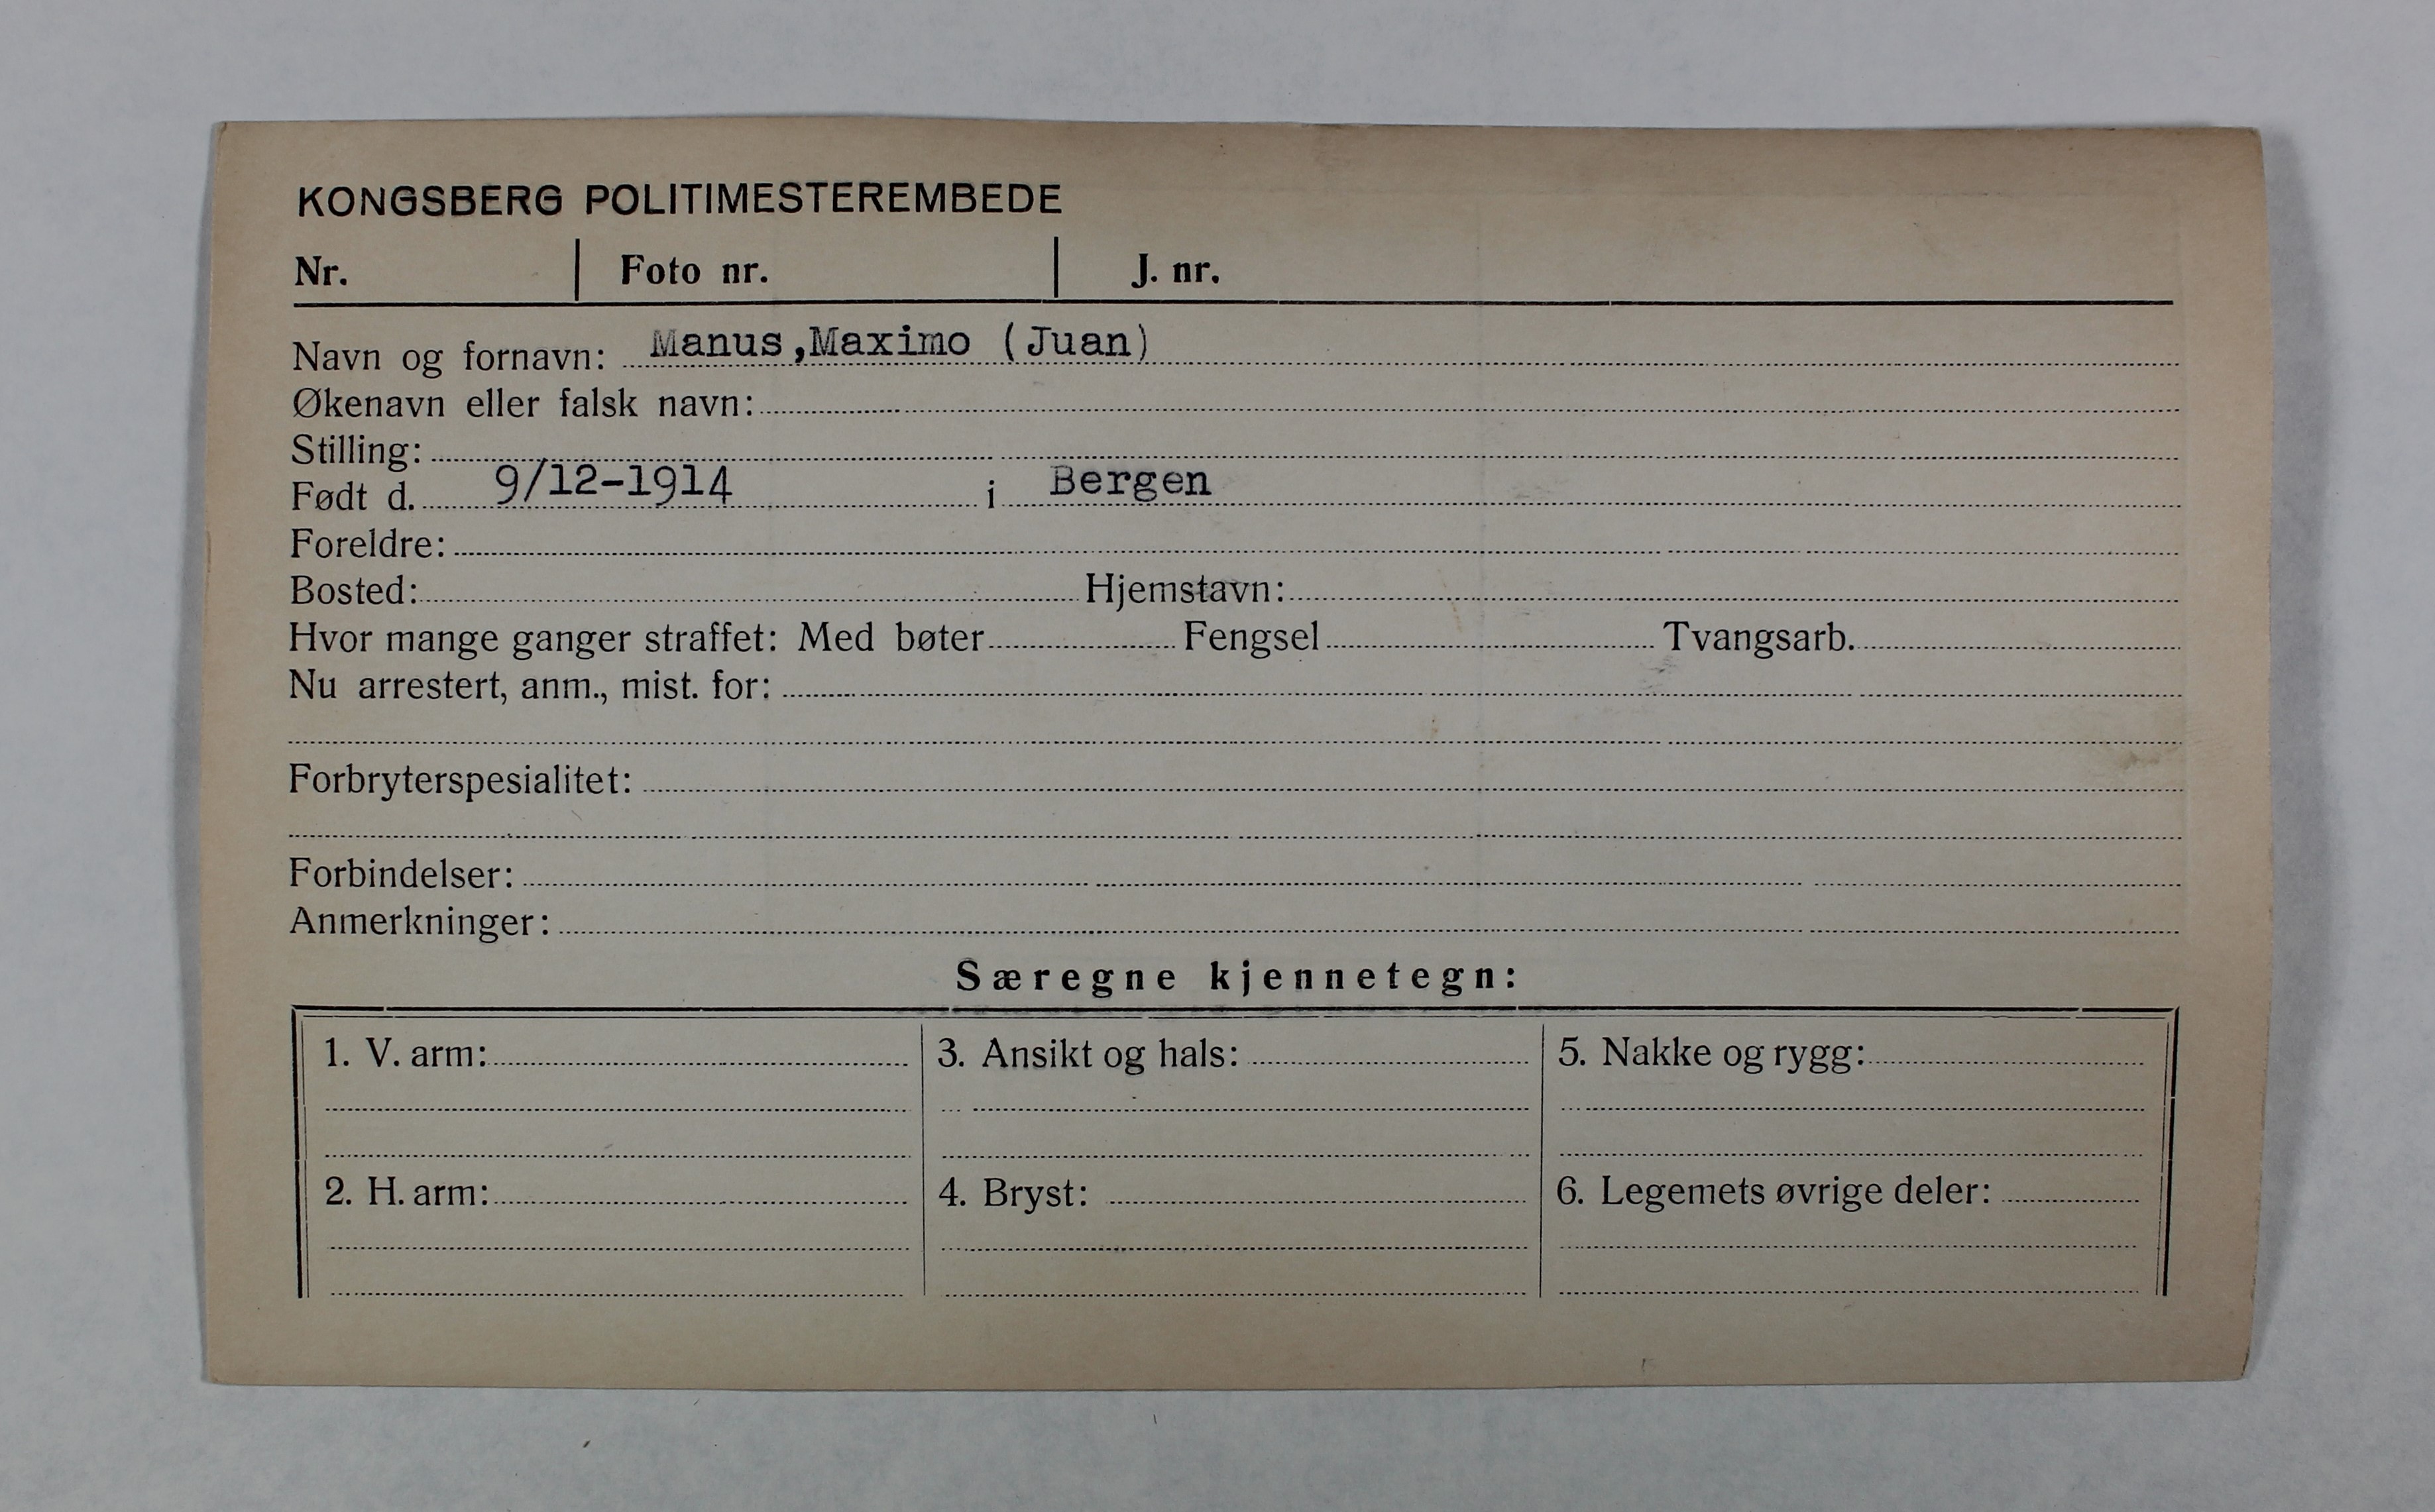 KONGSBERG POLITIMESTEREMBEDE
Nr. Foto nr. J. nr.
Navn og fornavn: Manus,Maximo (Juan)
Økenavn eller falsk navn:
Stilling:
Født d. 9/12-1914 i Bergen
Foreldre:
Bosted: Hjemstavn:
Hvor mange ganger straffet: Med bøter Fengsel Tvangsarb.
Nu arrestert, anm., mist. for:
Forbryterspesialitet:
Forbindelser:
Anmerkninger:
Særegne kjennetegn:
1. V. arm: 3. Ansikt og hals: 5. Nakke og rygg:
2. H. arm: 4. Bryst: 6. Legemets øvrige deler: